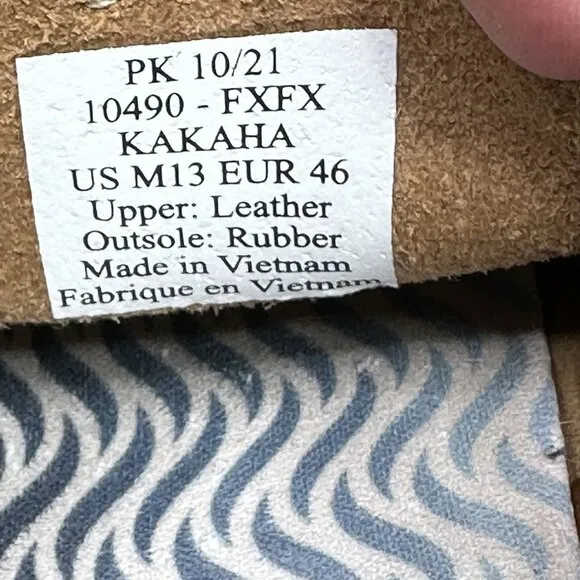 PK 10/21
10490 - FXFX
KAKAHA
US M13 EUR 46
Upper: Leather
Outsole: Rubber
Made in Vietnam
Fabrique en Vietnam